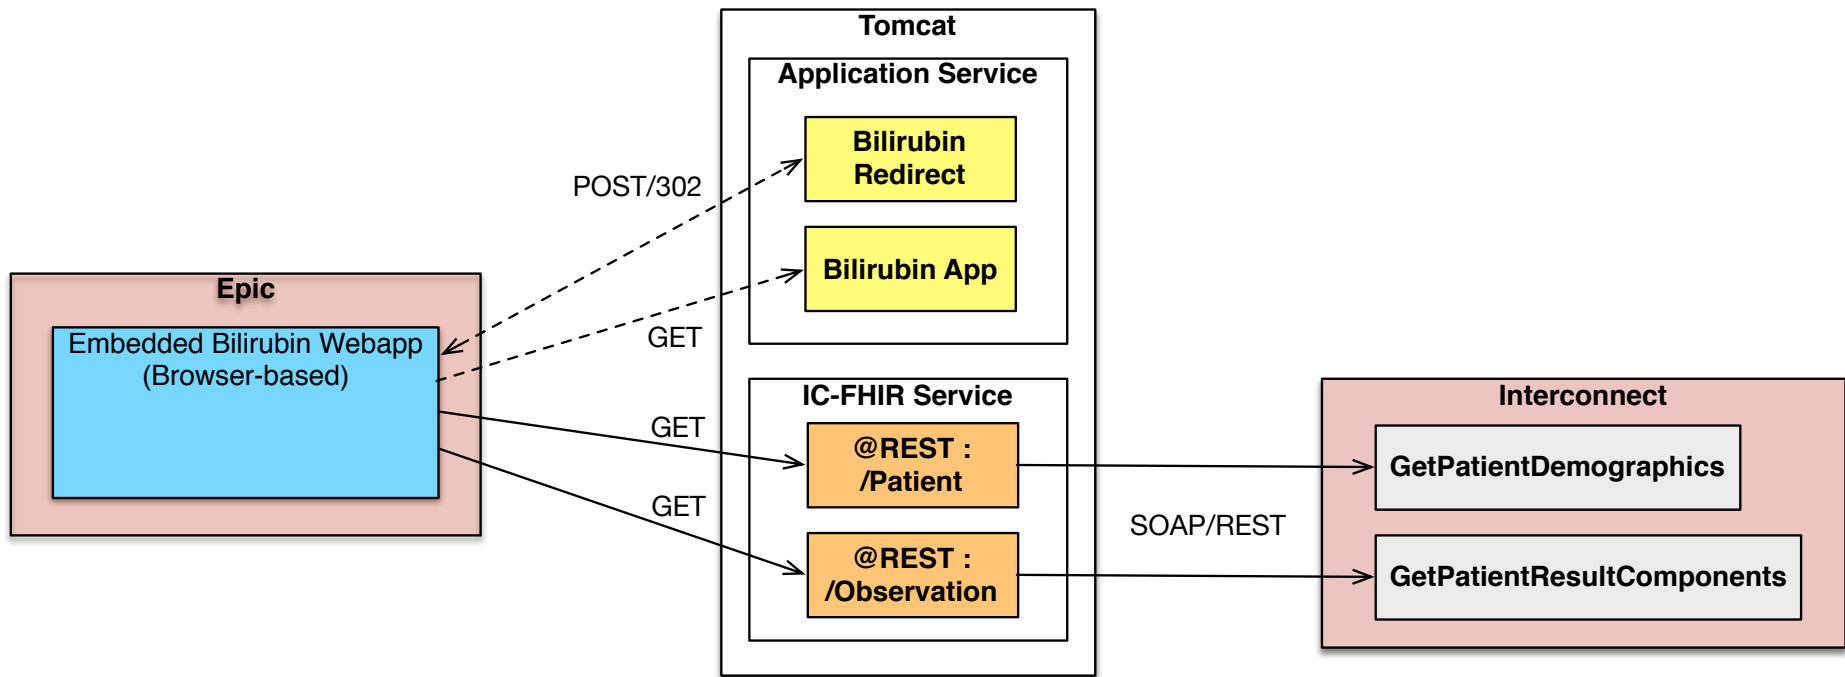 Tomcat
Application Service
Bilirubin
Redirect
POST/302
Bilirubin App
Epic
Embedded Bilirubin Webapp
(Browser-based)
GET
IC-FHIR Service
Interconnect
GET
@REST :
/Patient
GetPatientDemographics
GET
SOAP/REST
@REST :
/Observation
GetPatientResultComponents